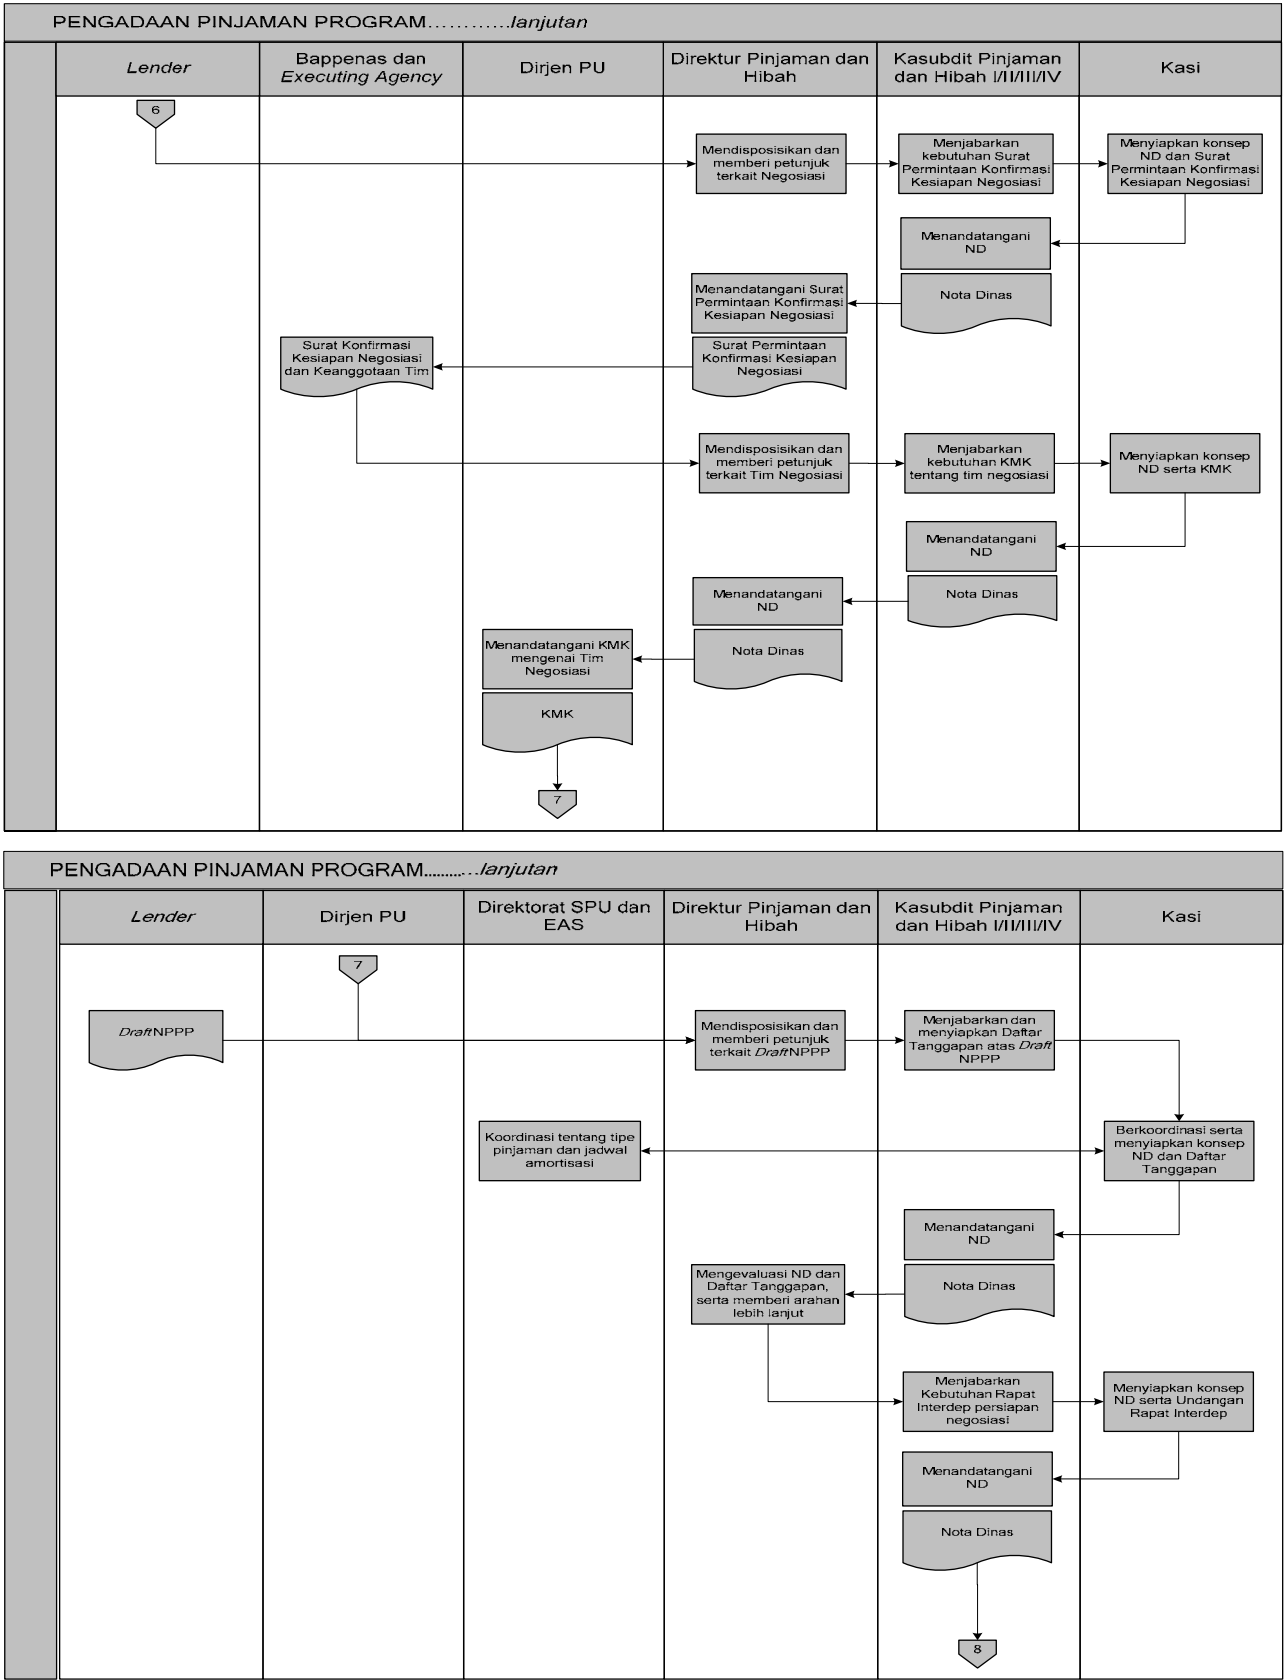 PENGADAAN PINJAMAN PROGRAM…………lanjutan
Lender
Bappenas dan
Executing Agency
Dirjen PU
Direktur Pinjaman dan
Hibah
Kasubdit Pinjaman
dan Hibah I/II/III/IV
Kasi
6
Mendisposisikan dan
memberi petunjuk
terkait Negosiasi
Menjabarkan
kebutuhan Surat
Permintaan Konfirmasi
Kesiapan Negosiasi
Menyiapkan konsep
ND dan Surat
Permintaan Konfirmasi
Kesiapan Negosiasi
Menandatangani
ND
Nota Dinas
Menandatangani Surat
Permintaan Konfirmasi
Kesiapan Negosiasi
Surat Permintaan
Konfirmasi Kesiapan
Negosiasi
Surat Konfirmasi
Kesiapan Negosiasi
dan Keanggotaan Tim
Mendisposisikan dan
memberi petunjuk
terkait Tim Negosiasi
Menjabarkan
kebutuhan KMK
tentang tim negosiasi
Menyiapkan konsep
ND serta KMK
Menandatangani
ND
Nota Dinas
Menandatangani
ND
Nota Dinas
Menandatangani KMK
mengenai Tim
Negosiasi
KMK
7
PENGADAAN PINJAMAN PROGRAM............lanjutan
Lender
Dirjen PU
Direktorat SPU dan
EAS
Direktur Pinjaman dan
Hibah
Kasubdit Pinjaman
dan Hibah I/II/III/IV
Kasi
7
Draft NPPP
Mendisposisikan dan
memberi petunjuk
terkait Draft NPPP
Menjabarkan dan
menyiapkan Daftar
Tanggapan atas Draft
NPPP
Koordinasi tentang tipe
pinjaman dan jadwal
amortisasi
Berkoordinasi serta
menyiapkan konsep
ND dan Daftar
Tanggapan
Menandatangani
ND
Nota Dinas
Mengevaluasi ND dan
Daftar Tanggapan,
serta memberi arahan
lebih lanjut
Menjabarkan
Kebutuhan Rapat
Interdep persiapan
negosiasi
Menyiapkan konsep
ND serta Undangan
Rapat Interdep
Menandatangani
ND
Nota Dinas
8